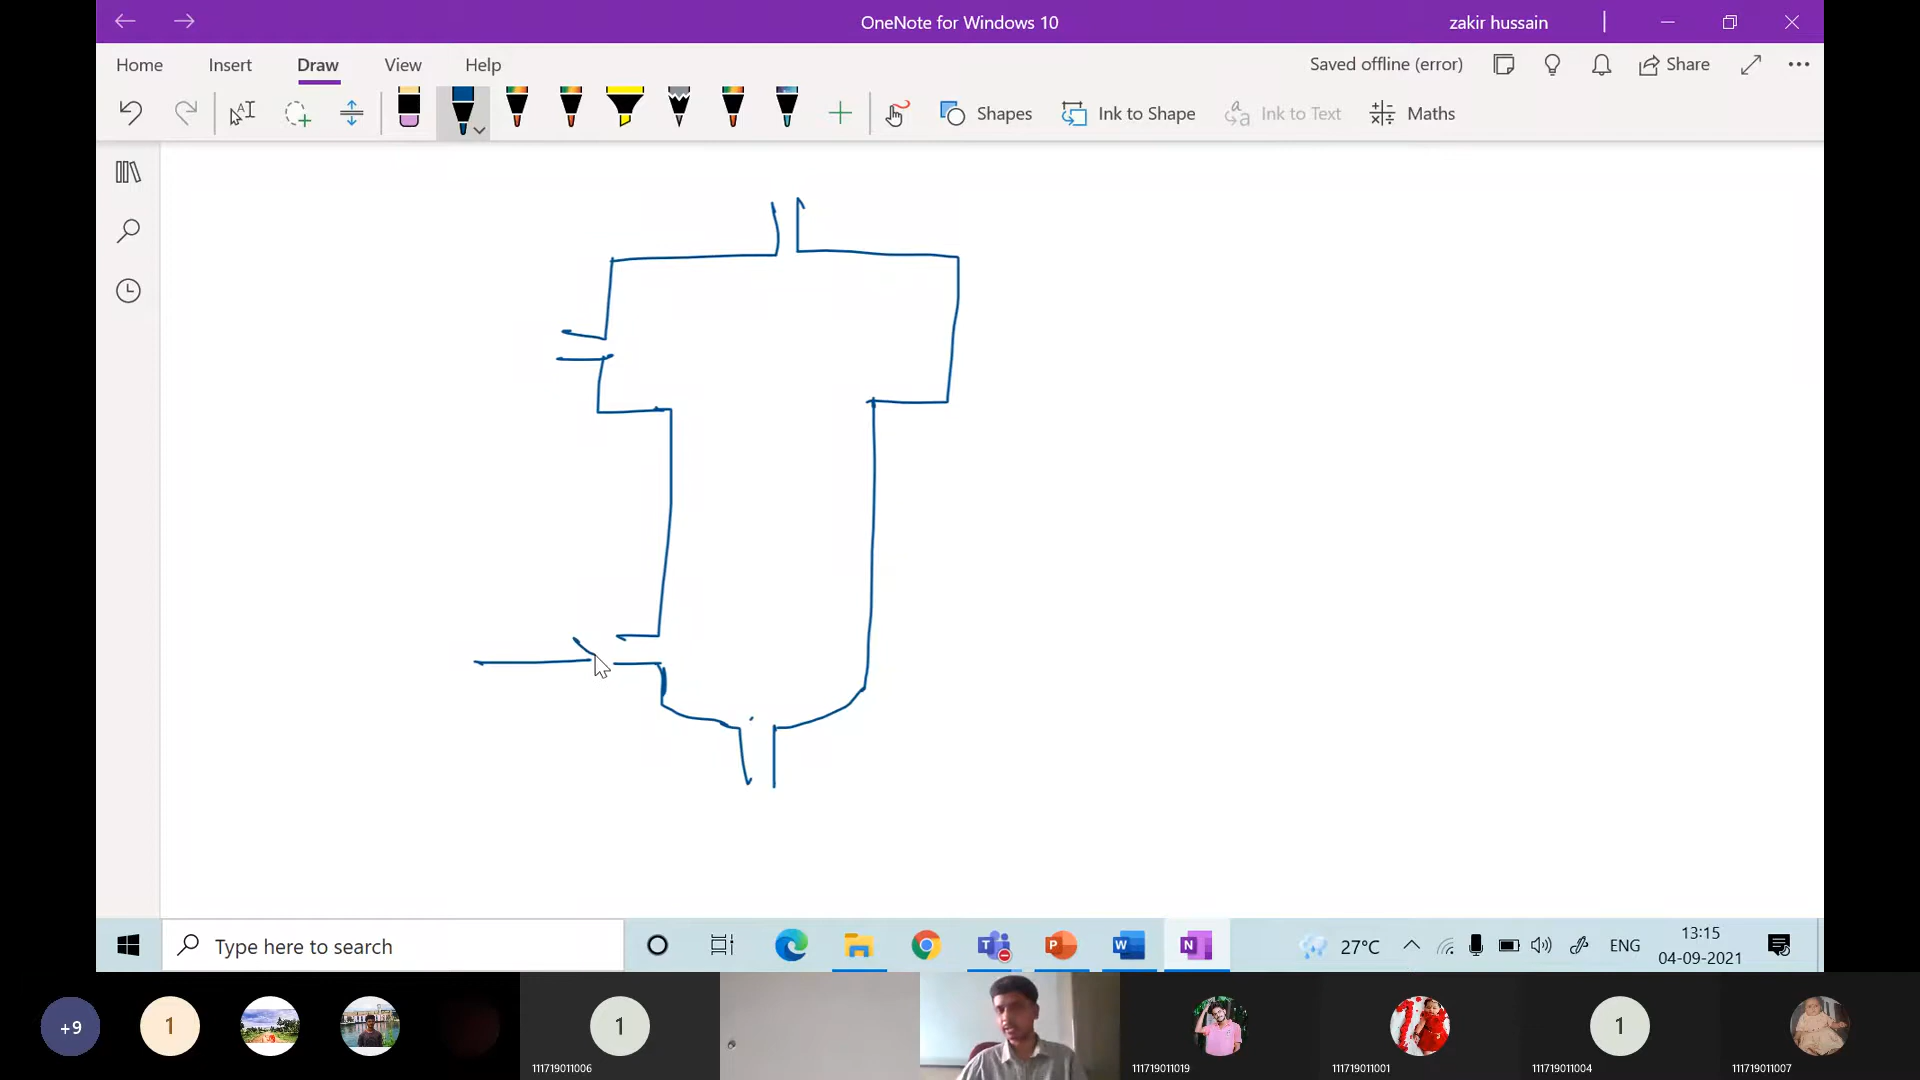 OneNote for Windows 10
zakir hussain
Home Insert Draw View Help
Saved offline (error)
Share
Shapes
Ink to Shape
Ink to Text
Maths
Type here to search
27°C
ENG
13:15
04-09-2021
+9
1
1
111719011006
111719011019
111719011001
1
111719011004
111719011007